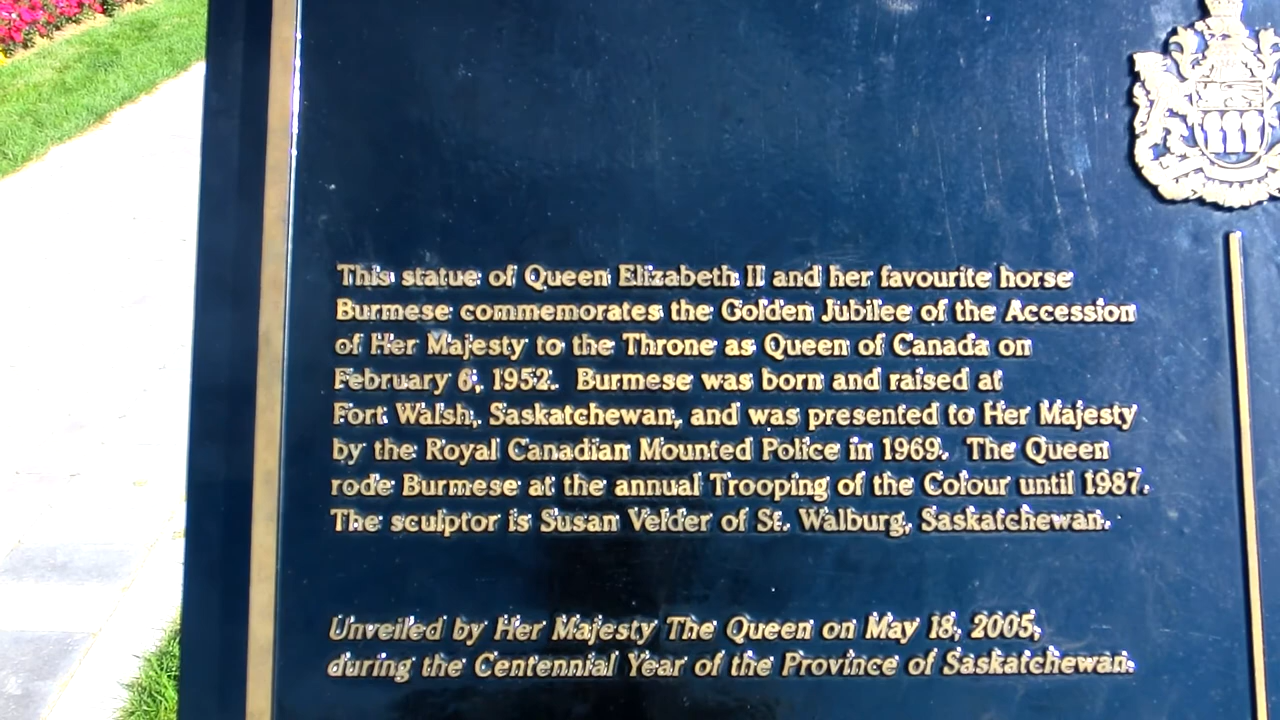 This statue of Queen Elizabeth II and her favourite horse
Burmese commemorates the Golden Jubilee of the Accession
of Her Majesty to the Throne as Queen of Canada on
February 6, 1952. Burmese was born and raised at
Fort Walsh, Saskatchewan, and was presented to Her Majesty
by the Royal Canadian Mounted Police in 1969. The Queen
rode Burmese at the annual Trooping of the Colour until 1987.
The sculptor is Susan Velder of St. Walburg, Saskatchewan.
Unveiled by Her Majesty The Queen on May 18, 2005,
during the Centennial Year of the Province of Saskatchewan.